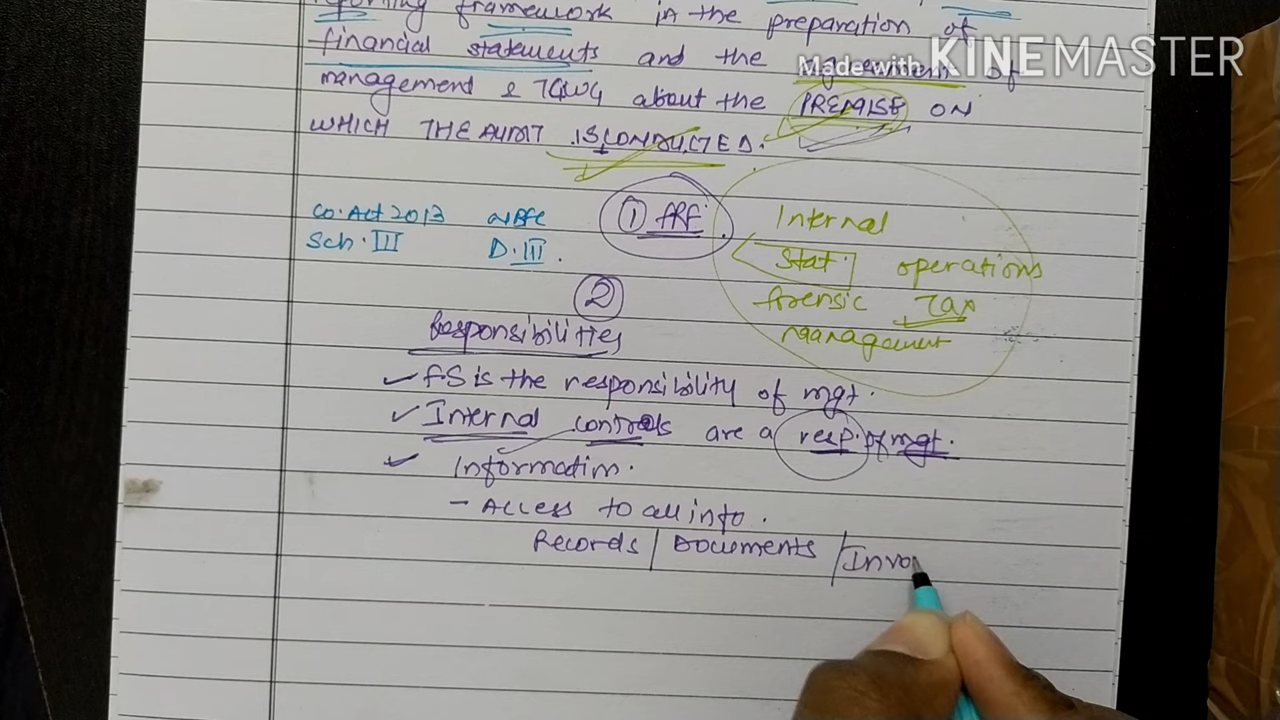 reporting framework in the preparation of
financial statements and the agreement of
Made with KINEMASTER
management & TCWG about the PREMISE ON
WHICH THE AUDIT IS CONDUCTED.
Co. Act 2013 NBFC
Sch. III D. III.
① FRF
Internal
Stat. operations
forensic Tax
management
②
Responsibilities
✓ FS is the responsibility of mgt.
✓ Internal controls are a resp. of mgt.
✓ Information.
- Access to all info.
Records | Documents | Invo